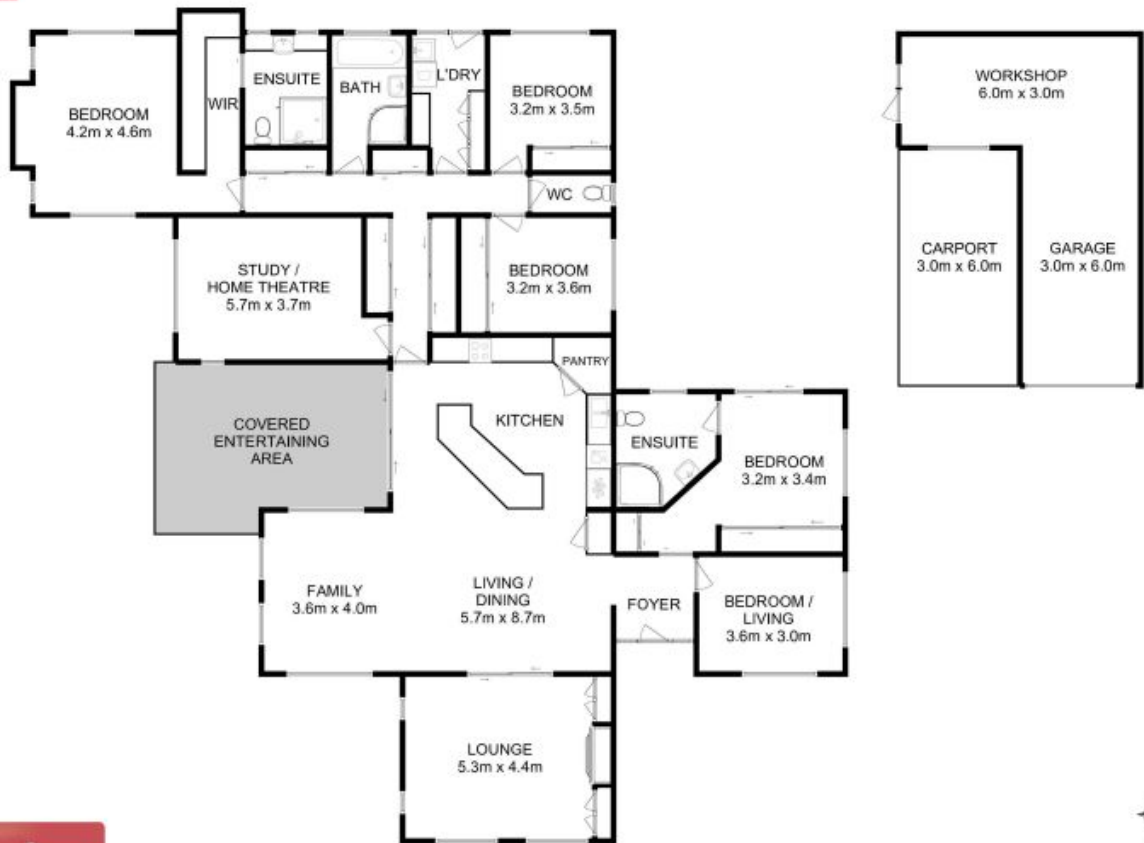 BEDROOM
4.2m x 4.6m
WIR
ENSUITE
BATH
L'DRY
BEDROOM
3.2m x 3.5m
WC
STUDY /
HOME THEATRE
5.7m x 3.7m
BEDROOM
3.2m x 3.6m
PANTRY
KITCHEN
COVERED
ENTERTAINING
AREA
ENSUITE
BEDROOM
3.2m x 3.4m
FAMILY
3.6m x 4.0m
LIVING /
DINING
5.7m x 8.7m
FOYER
BEDROOM /
LIVING
3.6m x 3.0m
LOUNGE
5.3m x 4.4m
WORKSHOP
6.0m x 3.0m
CARPORT
3.0m x 6.0m
GARAGE
3.0m x 6.0m